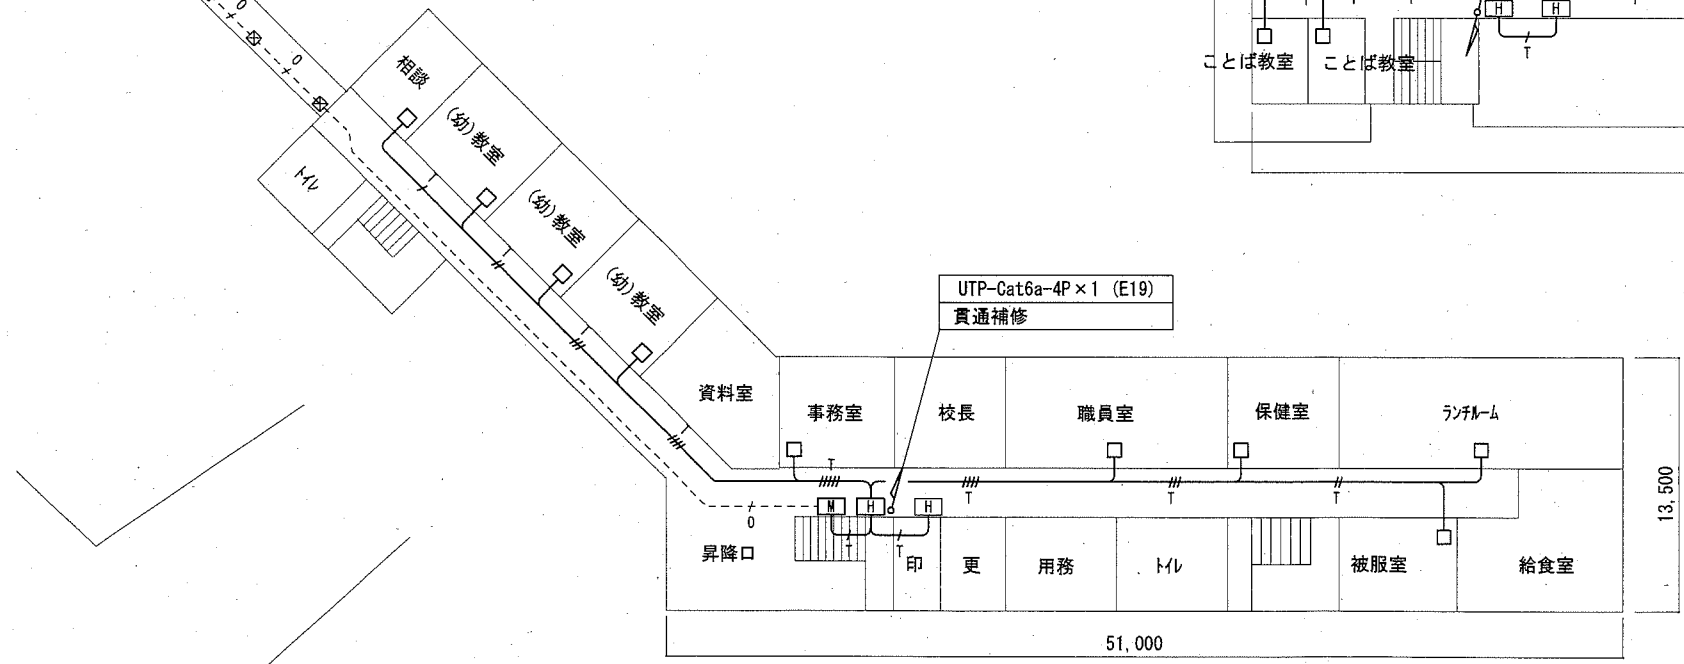 O
O
H
H
T
ことば教室
ことば教室
相談
(幼)教室
(幼)教室
(幼)教室
トイレ
UTP-Cat6a-4P×1 (E19)
貫通補修
資料室
事務室
校長
職員室
保健室
ランチルーム
T
T
T
T
M
H
H
O
T
T
昇降口
印
更
用務
トイレ
被服室
給食室
13,500
51,000